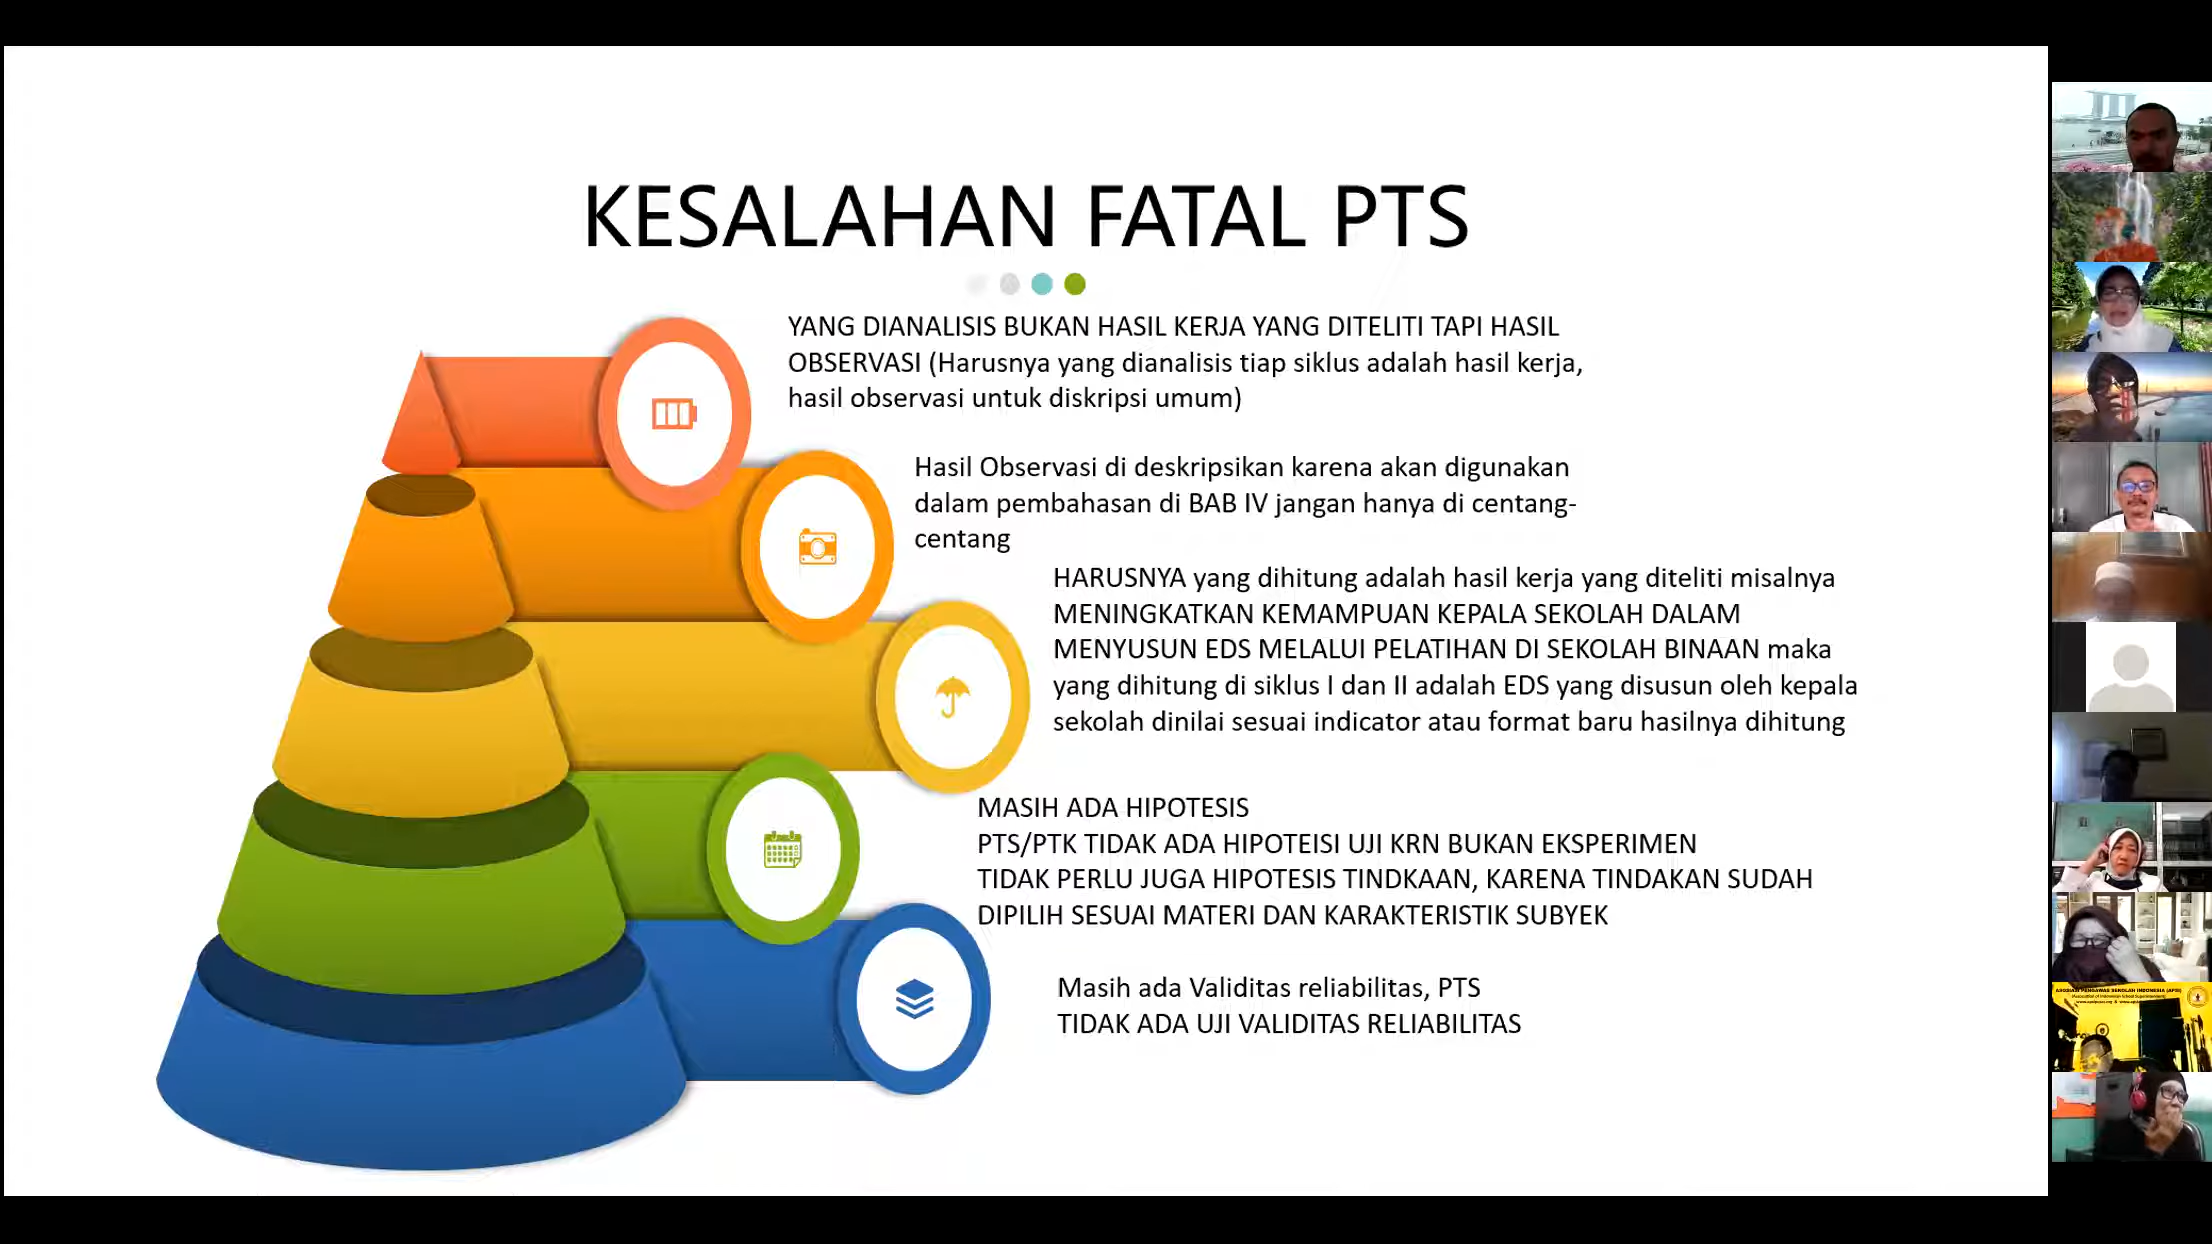 KESALAHAN FATAL PTS
YANG DIANALISIS BUKAN HASIL KERJA YANG DITELITI TAPI HASIL
OBSERVASI (Harusnya yang dianalisis tiap siklus adalah hasil kerja,
hasil observasi untuk diskripsi umum)
Hasil Observasi di deskripsikan karena akan digunakan
dalam pembahasan di BAB IV jangan hanya di centang-
centang
HARUSNYA yang dihitung adalah hasil kerja yang diteliti misalnya
MENINGKATKAN KEMAMPUAN KEPALA SEKOLAH DALAM
MENYUSUN EDS MELALUI PELATIHAN DI SEKOLAH BINAAN maka
yang dihitung di siklus I dan II adalah EDS yang disusun oleh kepala
sekolah dinilai sesuai indicator atau format baru hasilnya dihitung
MASIH ADA HIPOTESIS
PTS/PTK TIDAK ADA HIPOTEISI UJI KRN BUKAN EKSPERIMEN
TIDAK PERLU JUGA HIPOTESIS TINDKAAN, KARENA TINDAKAN SUDAH
DIPILIH SESUAI MATERI DAN KARAKTERISTIK SUBYEK
Masih ada Validitas reliabilitas, PTS
TIDAK ADA UJI VALIDITAS RELIABILITAS
ASOSIASI PENGAWAS SEKOLAH INDONESIA (APSI)